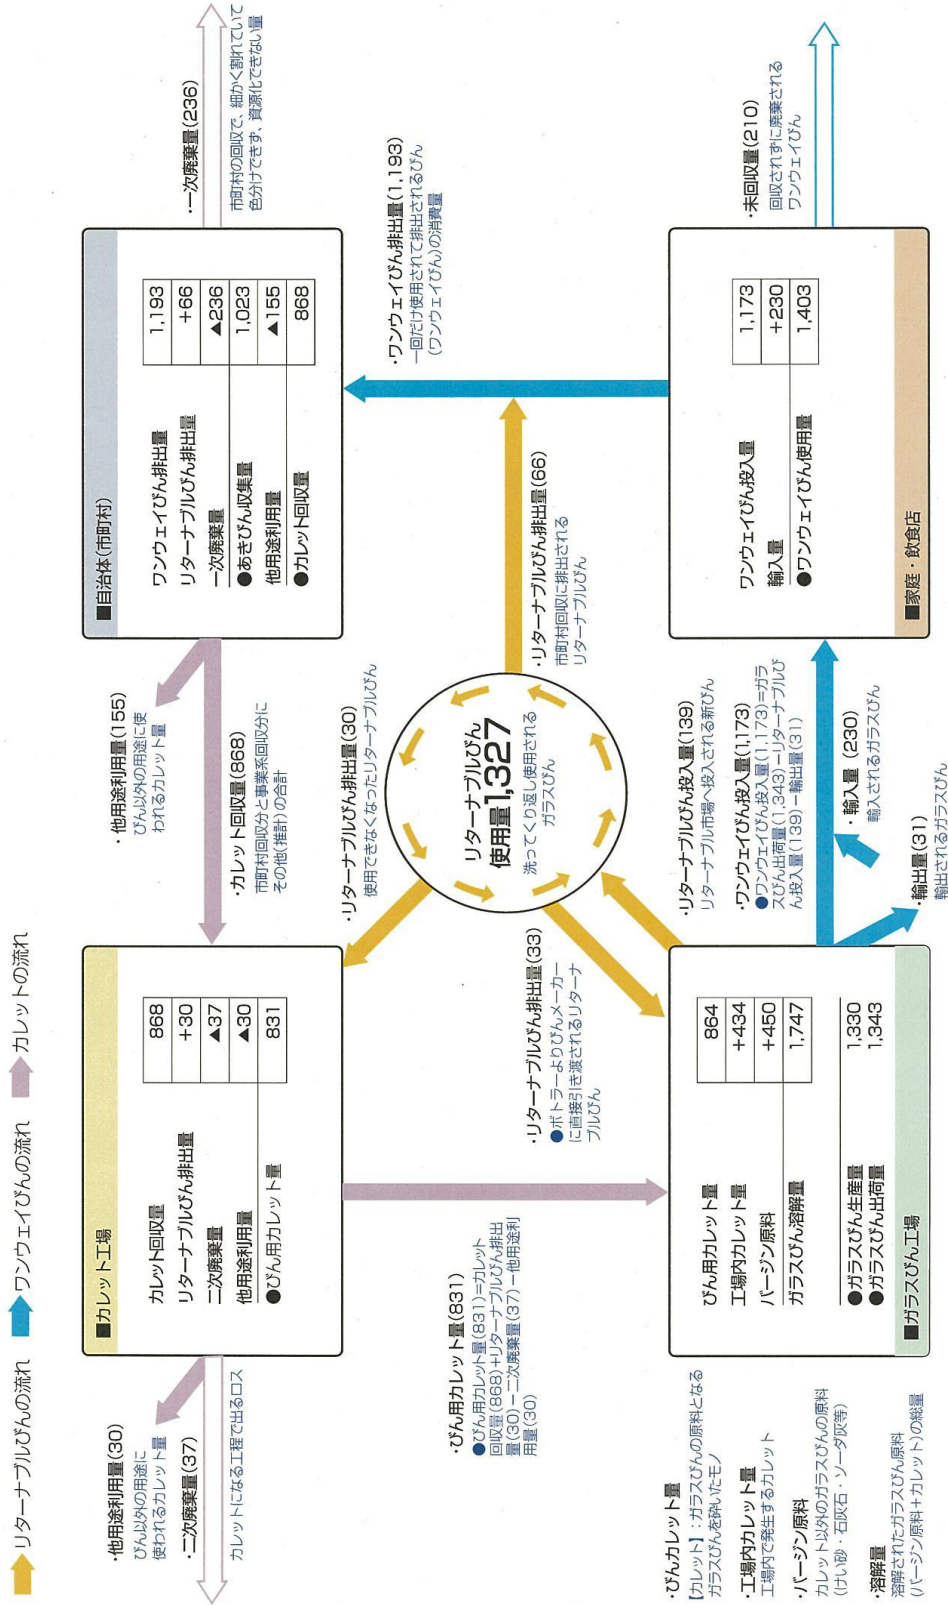 リターナブルびんの流れ
ワンウェイびんの流れ
カレットの流れ
・他用途利用量(30)
びん以外の用途に
使われるカレット量
・二次廃棄量(37)
カレットになる工程で出るロス
■カレット工場
カレット回収量 868
リターナブルびん排出量 +30
二次廃棄量 ▲37
他用途利用量 ▲30
●びん用カレット量 831
・他用途利用量(155)
びん以外の用途に使
われるカレット量
・カレット回収量(868)
市町村回収分と事業系回収分に
その他(推計)の合計
■自治体(市町村)
ワンウェイびん排出量 1,193
リターナブルびん排出量 +66
一次廃棄量 ▲236
●あきびん収集量 1,023
他用途利用量 ▲155
●カレット回収量 868
・一次廃棄量(236)
市町村の回収で、細かく割れていて
色分けできず、資源化できない量
・びん用カレット量(831)
●びん用カレット量(831)=カレット
回収量(868)+リターナブルびん排出
量(30)−二次廃棄量(37)−他用途利
用量(30)
・リターナブルびん排出量(30)
使用できなくなったリターナブルびん
リターナブルびん
使用量1,327
洗ってくり返し使用される
ガラスびん
・リターナブルびん排出量(33)
●ボトラーよりびんメーカー
に直接引き渡されるリターナ
ブルびん
・リターナブルびん排出量(66)
市町村回収に排出される
リターナブルびん
・ワンウェイびん排出量(1,193)
一回だけ使用されて排出されるびん
(ワンウェイびん)の消費量
・びんカレット量
【カレット】:ガラスびんの原料となる
ガラスびんを砕いたモノ
・工場内カレット量
工場内で発生するカレット
・バージン原料
カレット以外のガラスびんの原料
(けい砂・石灰石・ソーダ灰等)
・溶解量
溶解されたガラスびん原料
(バージン原料+カレット)の総量
びん用カレット量 864
工場内カレット量 +434
バージン原料 +450
ガラスびん溶解量 1,747
●ガラスびん生産量 1,330
●ガラスびん出荷量 1,343
■ガラスびん工場
・リターナブルびん投入量(139)
リターナブル市場へ投入される新びん
・ワンウェイびん投入量(1,173)
●ワンウェイびん投入量(1,173)=ガラ
スびん出荷量(1,343)−リターナブルび
ん投入量(139)−輸出量(31)
・輸入量(230)
輸入されるガラスびん
・輸出量(31)
輸出されるガラスびん
ワンウェイびん投入量 1,173
輸入量 +230
●ワンウェイびん使用量 1,403
■家庭・飲食店
・未回収量(210)
回収されずに廃棄される
ワンウェイびん